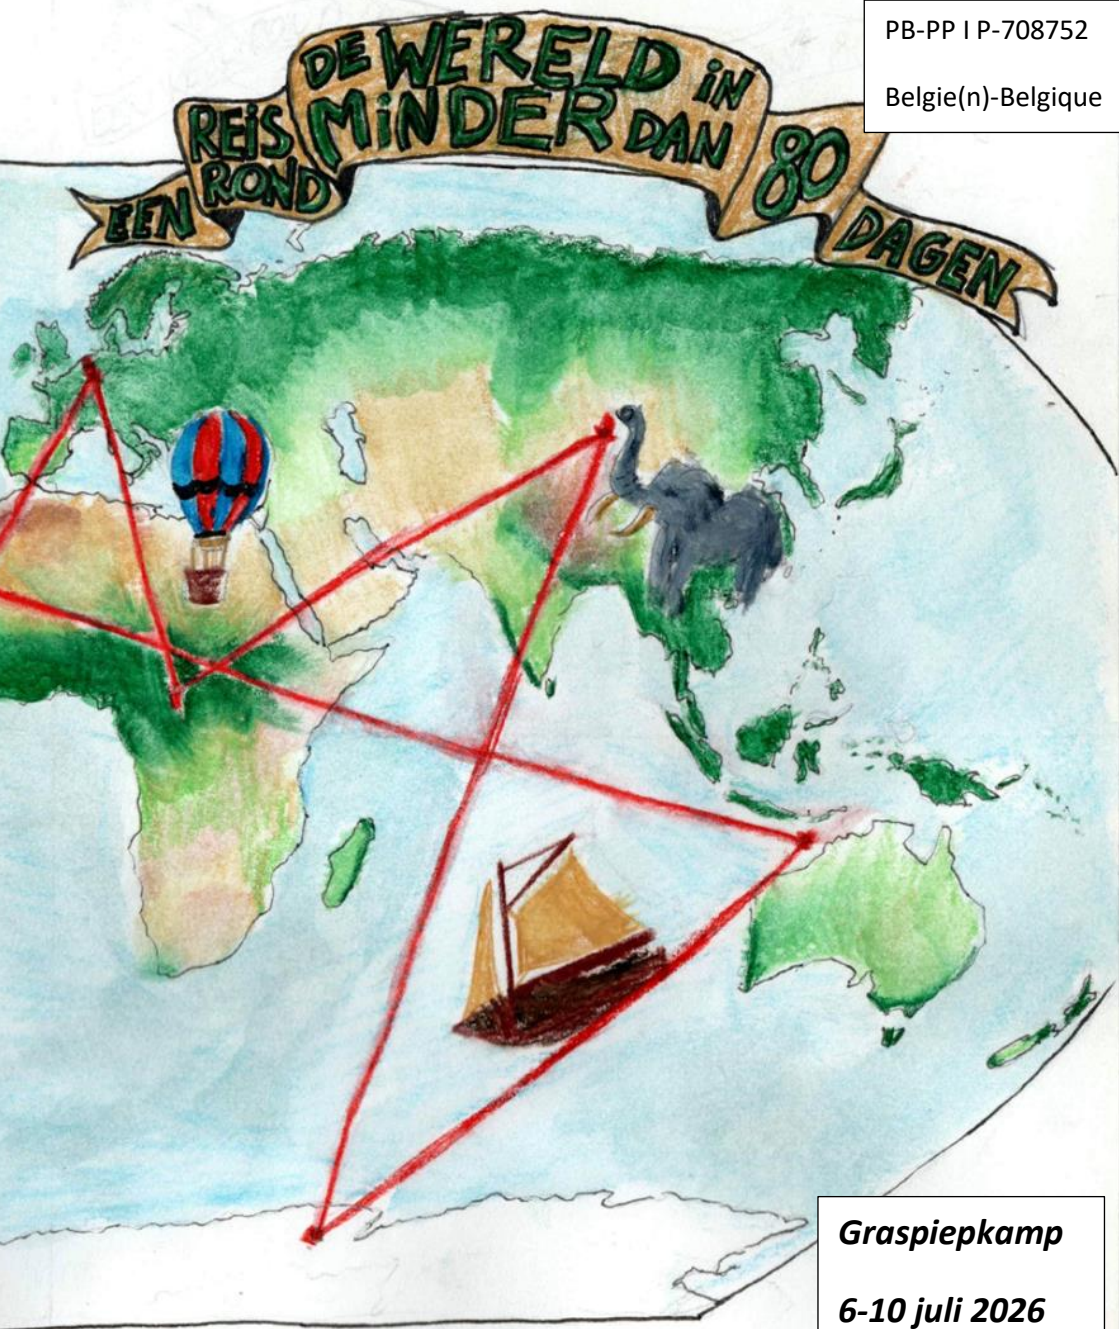 PB-PP I P-708752
Belgie(n)-Belgique
EEN
REiS
ROND
DE WERELD iN
MiNDER DAN
80
DAGEN
Graspiepkamp
6-10 juli 2026